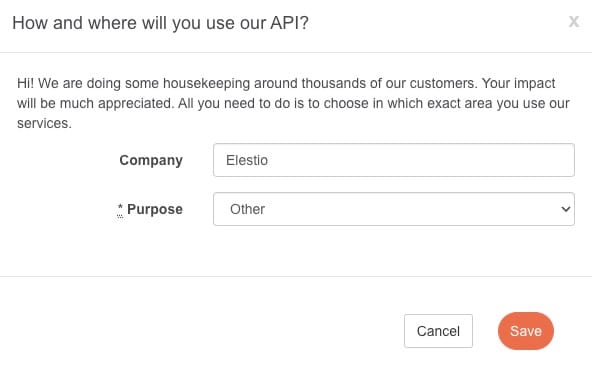 How and where will you use our API?
x
Hi! We are doing some housekeeping around thousands of our customers. Your impact
will be much appreciated. All you need to do is to choose in which exact area you use our
services.
Company Elestio
* Purpose Other
Cancel Save